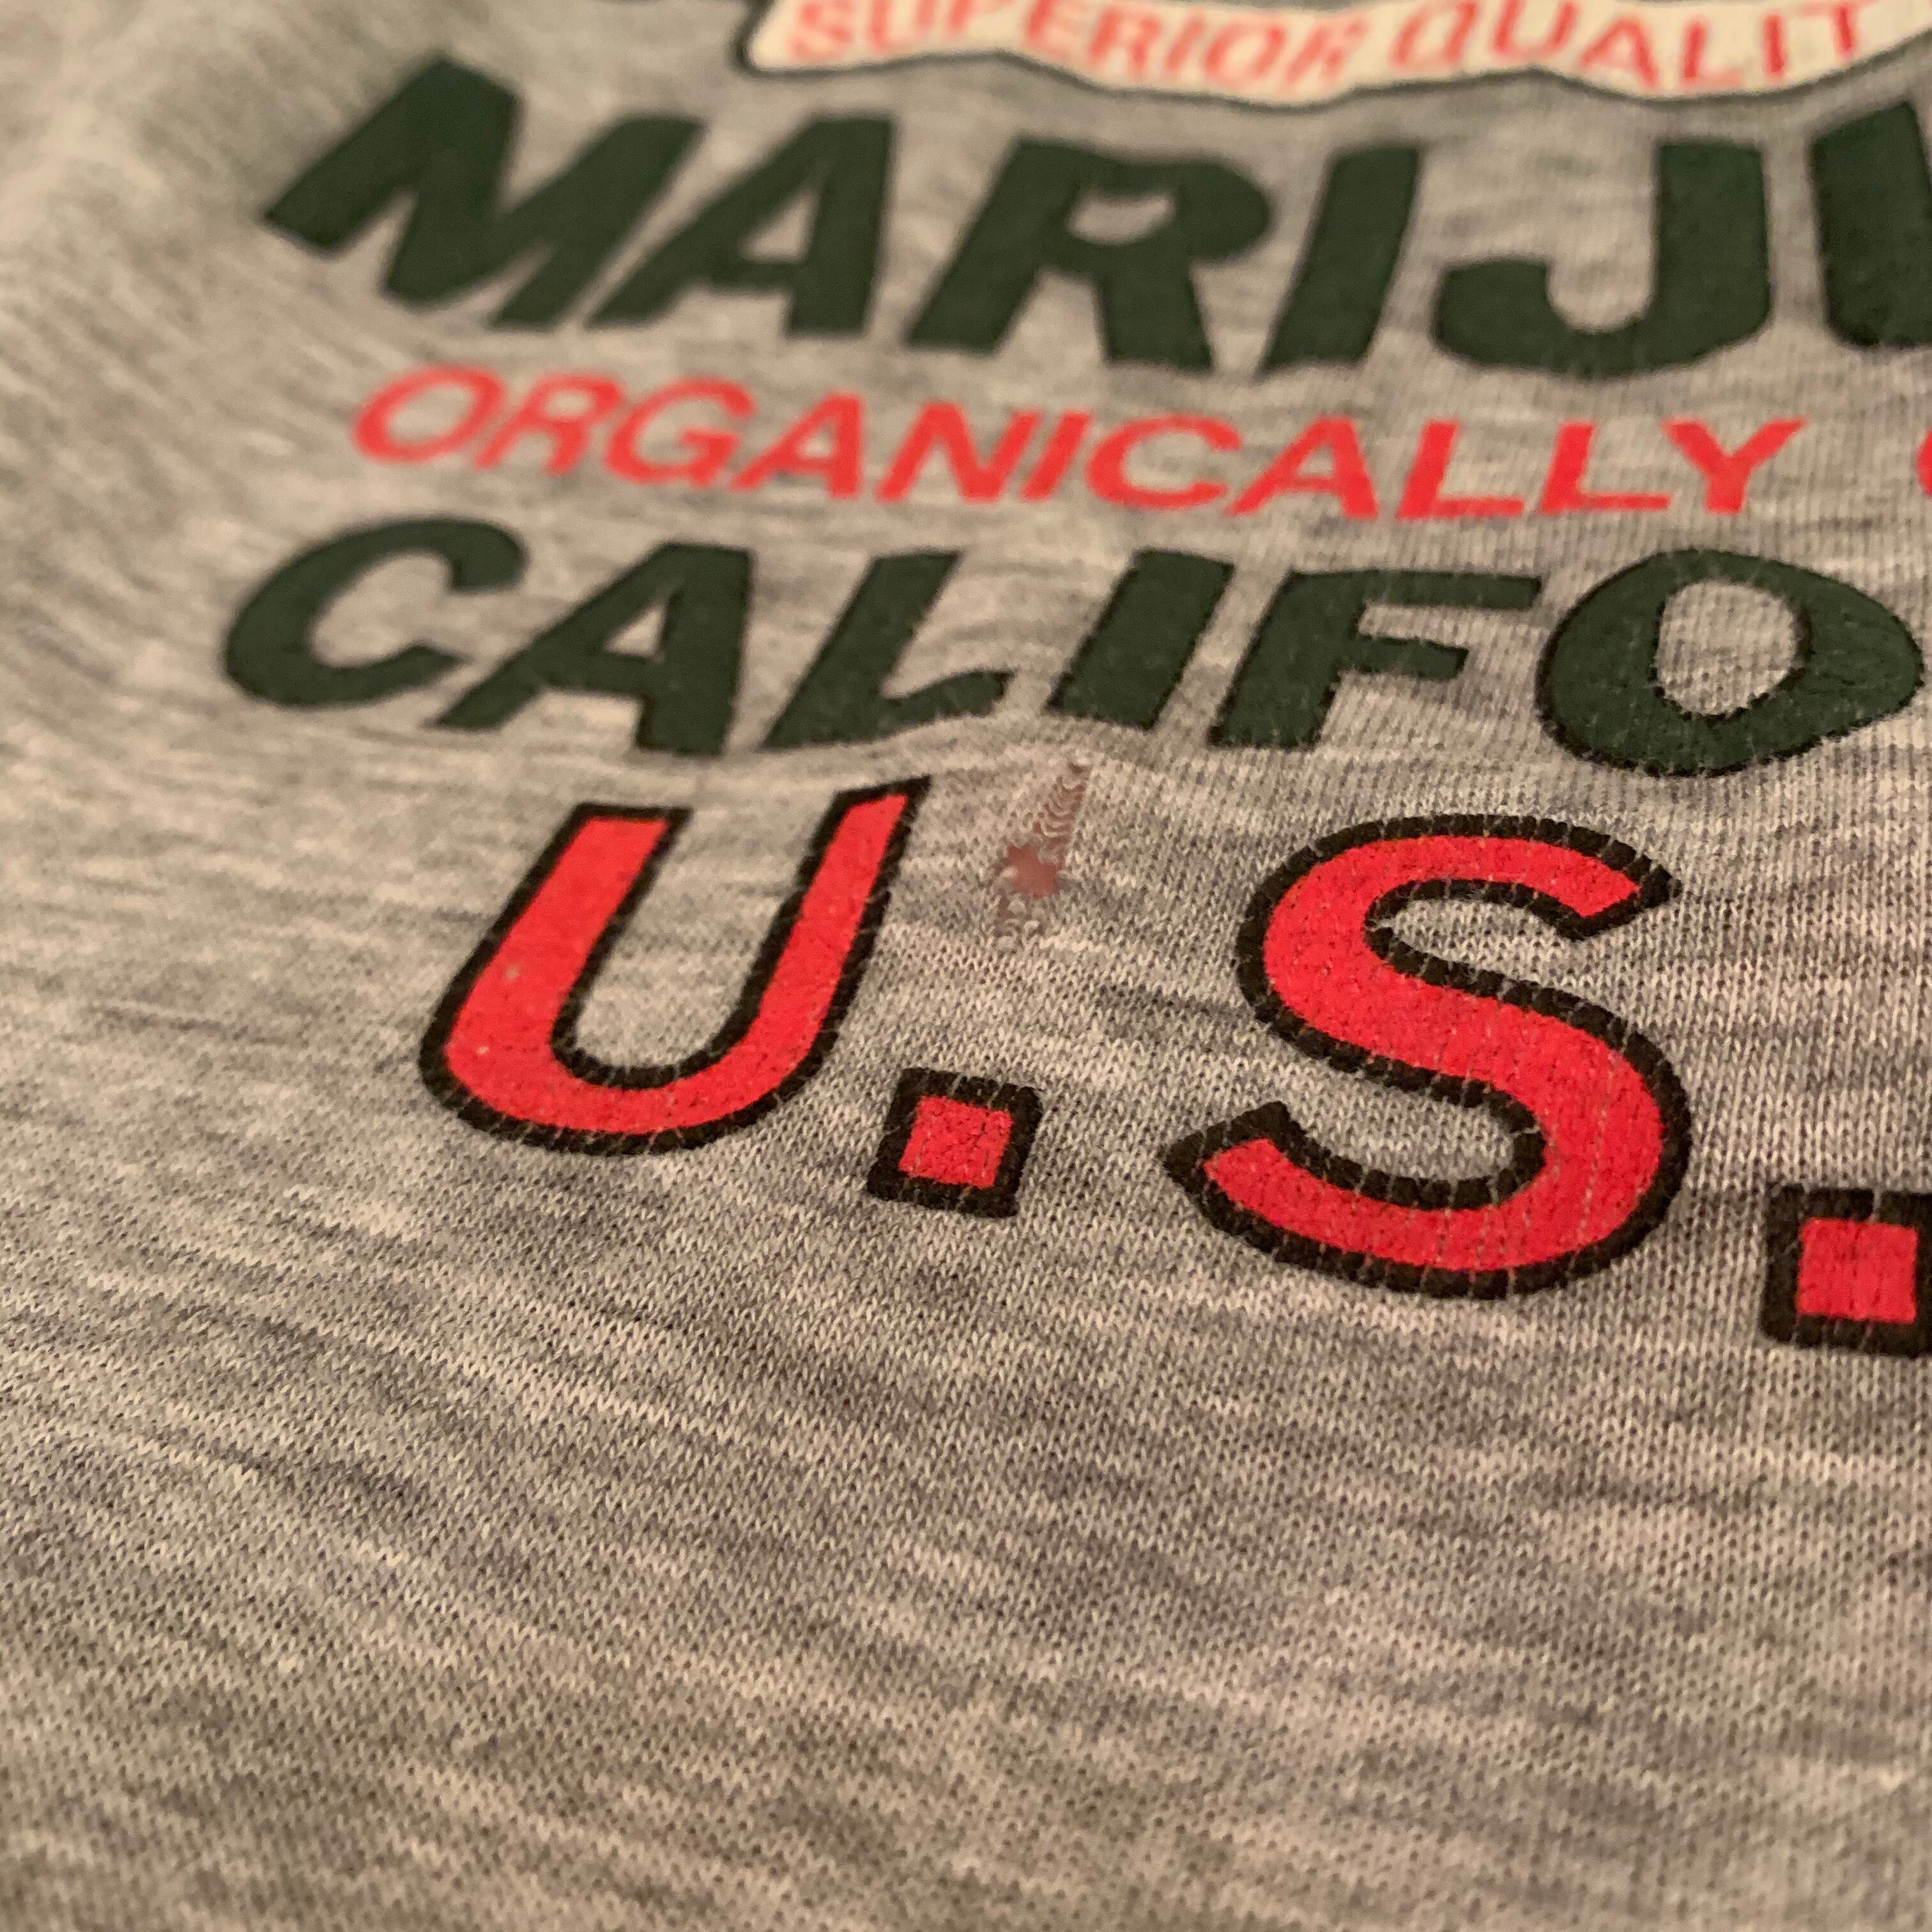 SUPERIOR QUALIT
MARIJU
ORGANICALLY
CALIFO
U.S.